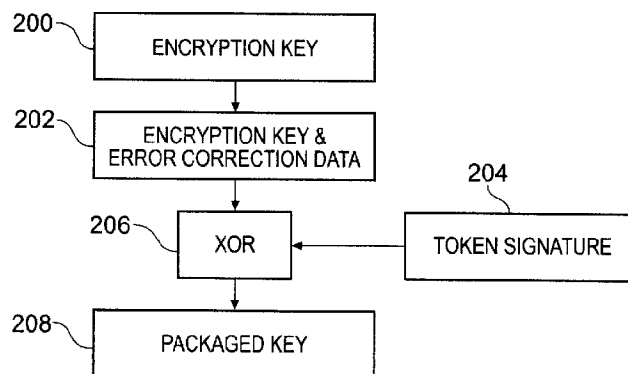 200
ENCRYPTION KEY
202
ENCRYPTION KEY &
ERROR CORRECTION DATA
204
206
XOR
TOKEN SIGNATURE
208
PACKAGED KEY